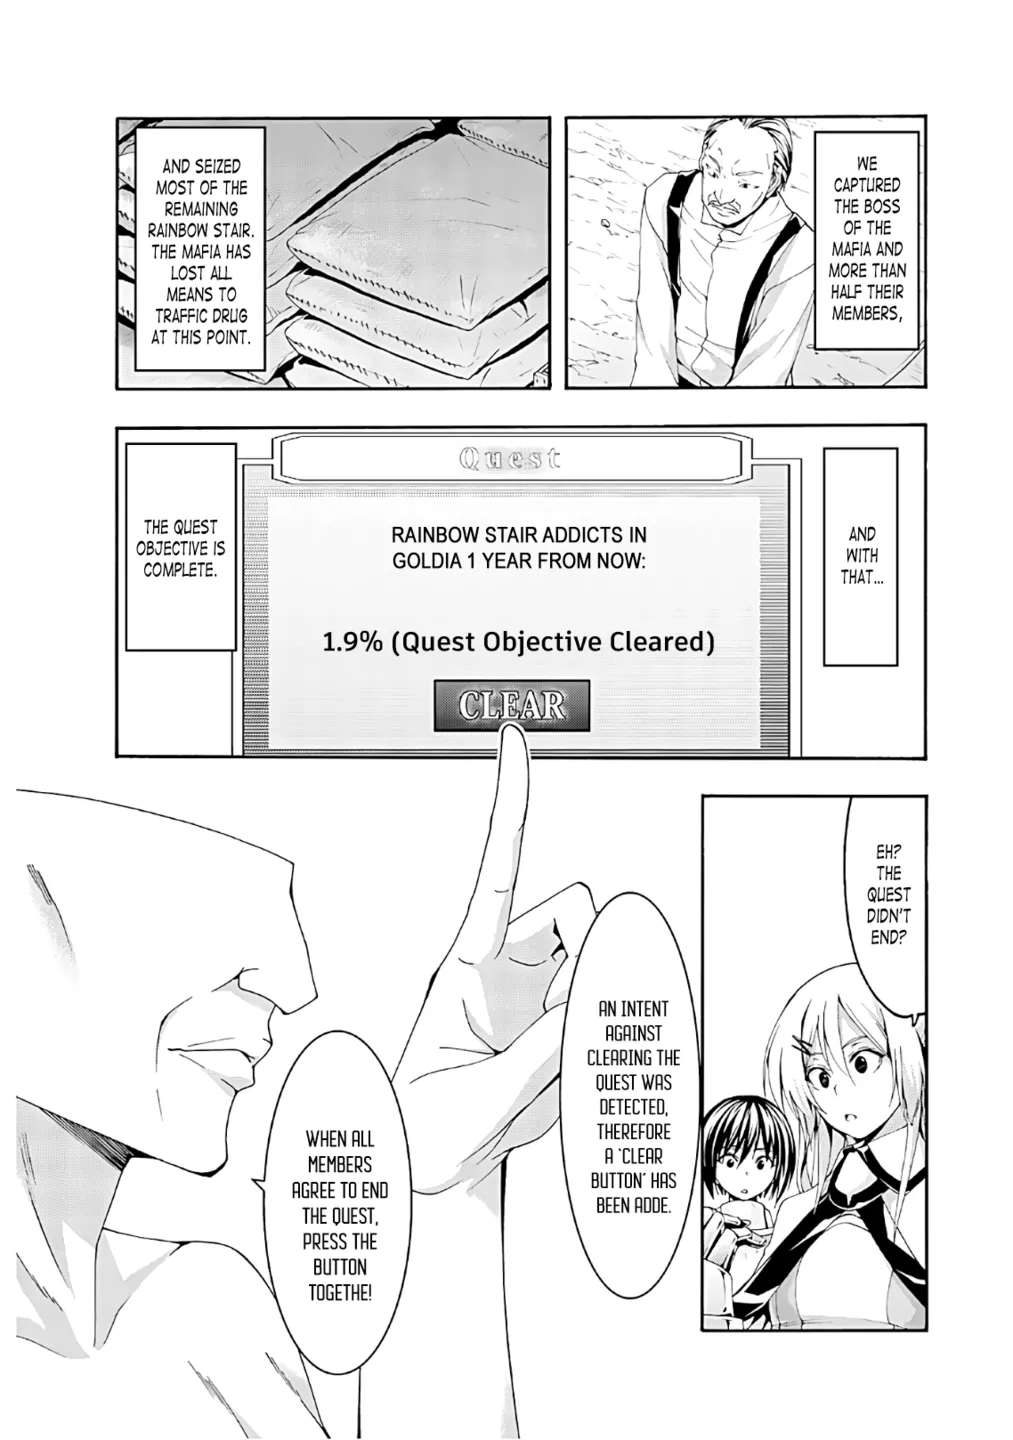 WE
CAPTURED
THE BOSS
OF THE
MAFIA AND
MORE THAN
HALF THEIR
MEMBERS,
AND SEIZED
MOST OF THE
REMAINING
RAINBOW STAIR.
THE MAFIA HAS
LOST ALL
MEANS TO
TRAFFIC DRUG
AT THIS POINT.
AND
WITH
THAT...
Quest
RAINBOW STAIR ADDICTS IN
GOLDIA 1 YEAR FROM NOW:
1.9% (Quest Objective Cleared)
CLEAR
THE QUEST
OBJECTIVE IS
COMPLETE.
EH?
THE
QUEST
DIDN'T
END?
AN INTENT
AGAINST
CLEARING THE
QUEST WAS
DETECTED,
THEREFORE
A 'CLEAR
BUTTON' HAS
BEEN ADDE.
WHEN ALL
MEMBERS
AGREE TO END
THE QUEST,
PRESS THE
BUTTON
TOGETHE!